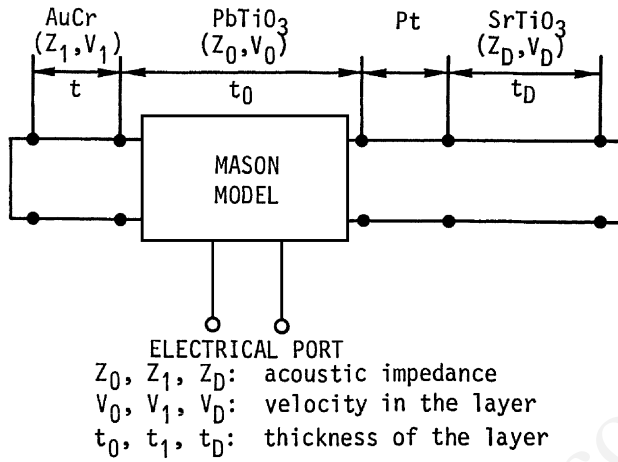 AuCr PbTiO3 Pt SrTiO3
(Z1,V1) (Z0,V0) (ZD,VD)
t t0 tD
MASON
MODEL
ELECTRICAL PORT
Z0, Z1, ZD: acoustic impedance
V0, V1, VD: velocity in the layer
t0, t1, tD: thickness of the layer